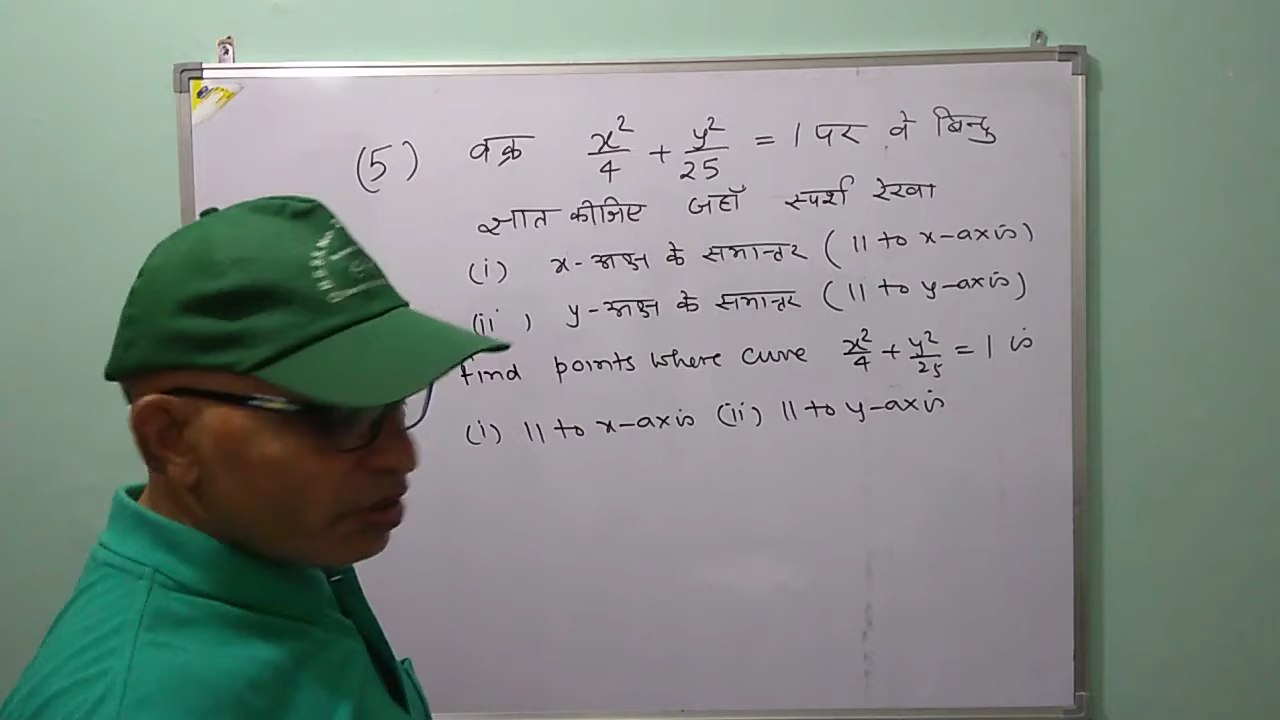 (5) वक्र x²/4 + y²/25 = 1 पर वे बिन्दु
ज्ञात कीजिए जहाँ स्पर्श रेखा
(i) x-अक्ष के समान्तर (|| to x-axis)
(ii) y-अक्ष के समान्तर (|| to y-axis)
find points where curve x²/4 + y²/25 = 1 is
(i) || to x-axis (ii) || to y-axis